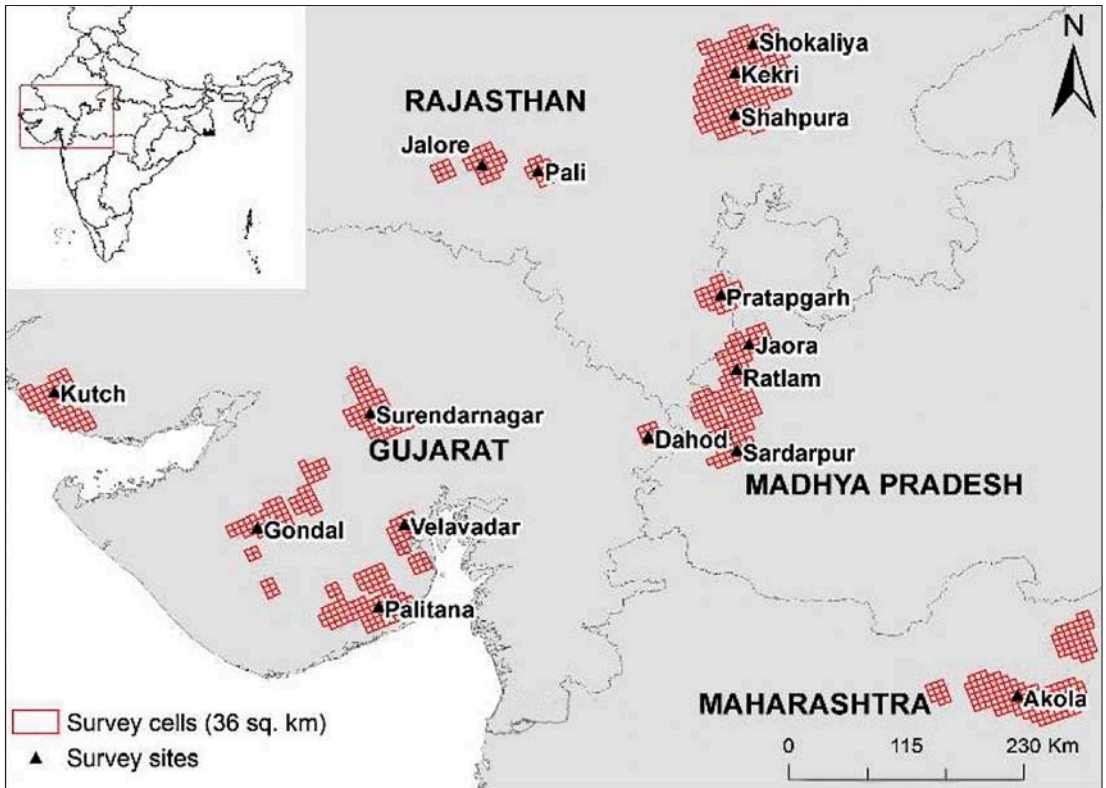 N
Shokaliya
Kekri
RAJASTHAN
Shahpura
Jalore
Pali
Pratapgarh
Jaora
Ratlam
Kutch
Surendarnagar
Dahod
GUJARAT
Sardarpur
MADHYA PRADESH
Gondal
Velavadar
Palitana
MAHARASHTRA
Akola
Survey cells (36 sq. km)
Survey sites
0 115 230 Km